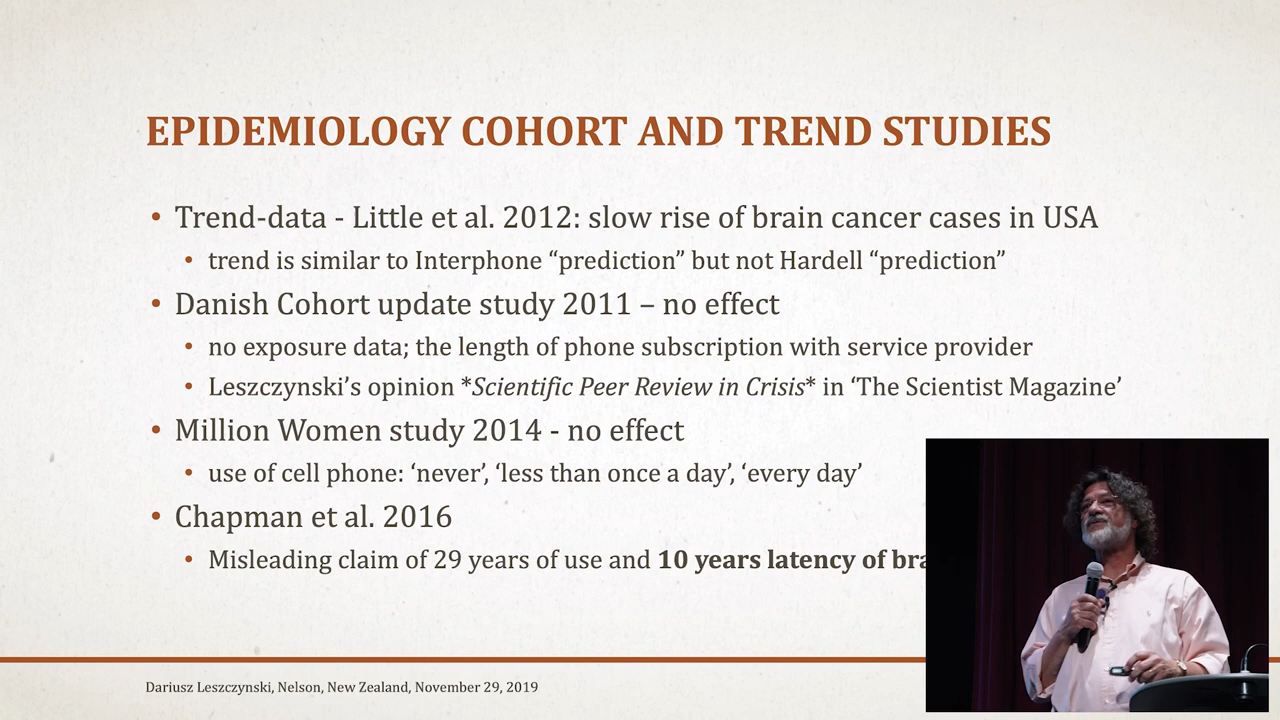 EPIDEMIOLOGY COHORT AND TREND STUDIES
• Trend-data - Little et al. 2012: slow rise of brain cancer cases in USA
• trend is similar to Interphone “prediction” but not Hardell “prediction”
• Danish Cohort update study 2011 – no effect
• no exposure data; the length of phone subscription with service provider
• Leszczynski’s opinion *Scientific Peer Review in Crisis* in ‘The Scientist Magazine’
• Million Women study 2014 - no effect
• use of cell phone: ‘never’, ‘less than once a day’, ‘every day’
• Chapman et al. 2016
• Misleading claim of 29 years of use and 10 years latency of
Dariusz Leszczynski, Nelson, New Zealand, November 29, 2019